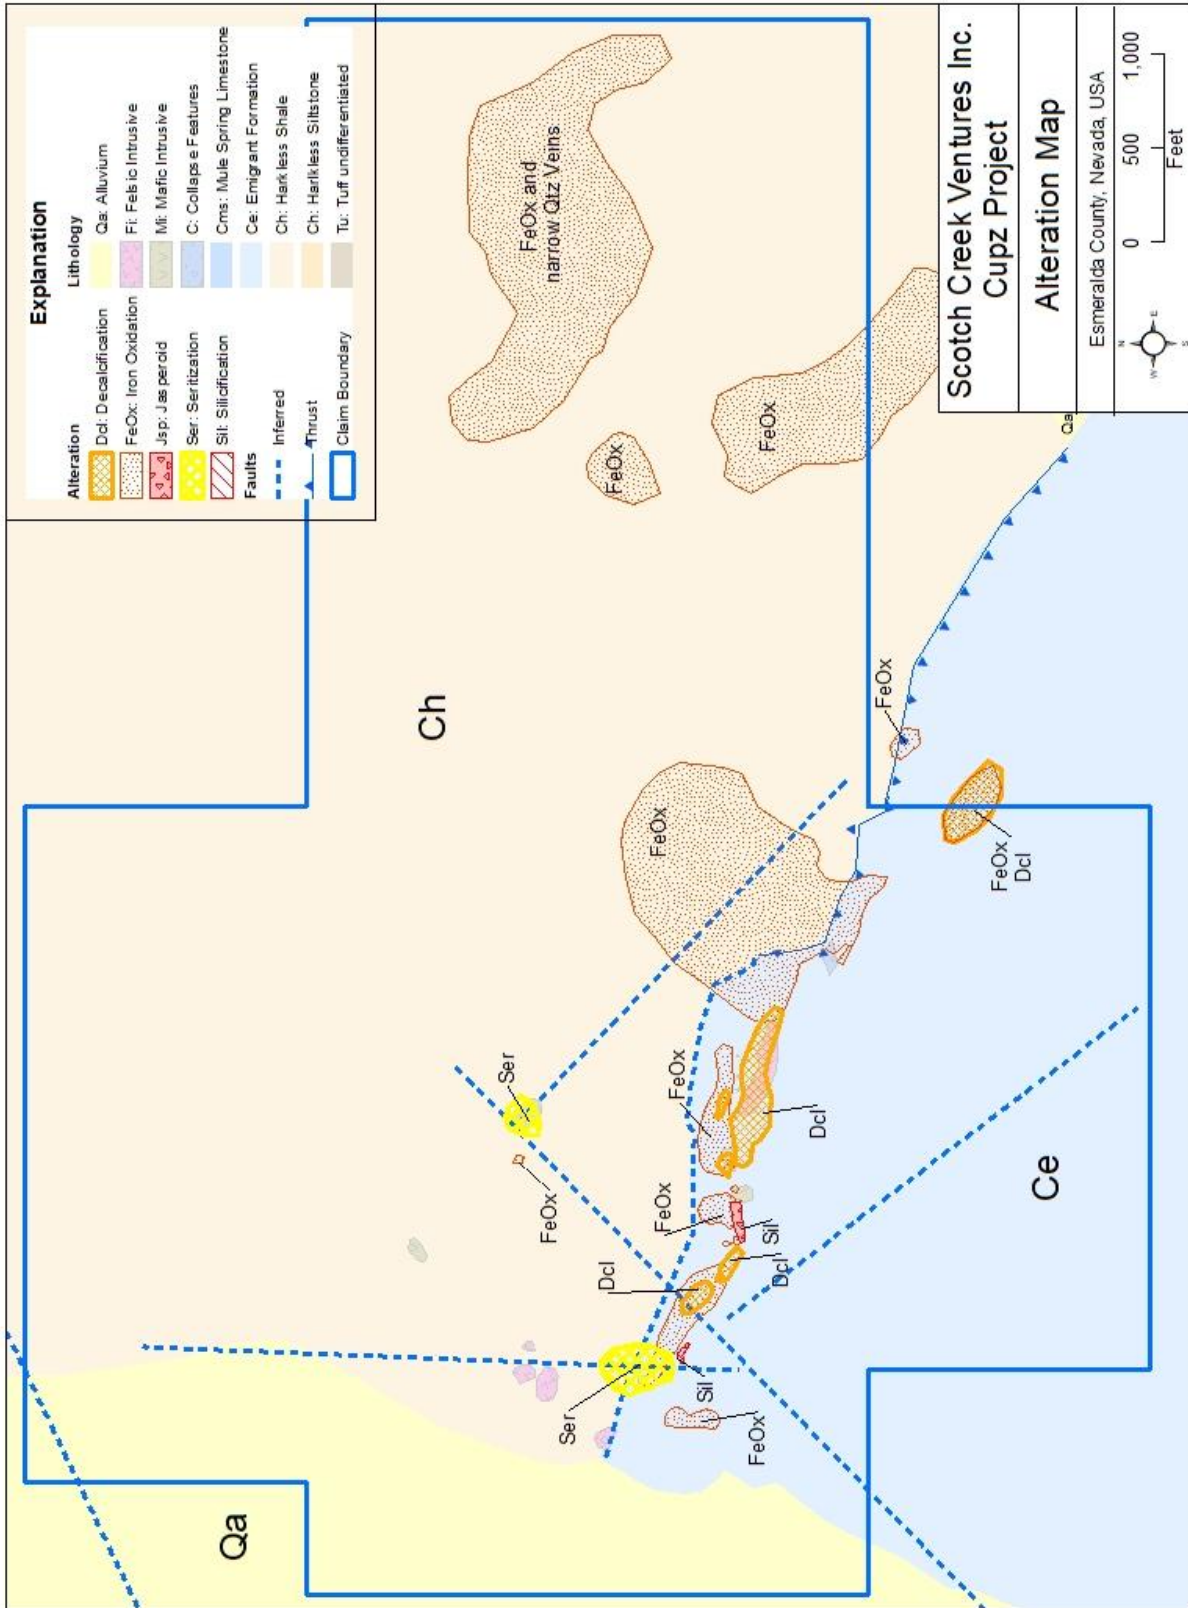 Explanation
Alteration
Dcl: Decalcification
FeOx: Iron Oxidation
Jsp: Jasperoid
Ser: Seritization
Sil: Silicification
Faults
Inferred
Thrust
Claim Boundary
Lithology
Qa: Alluvium
Fi: Felsic Intrusive
Mi: Mafic Intrusive
C: Collapse Features
Cms: Mule Spring Limestone
Ce: Emigrant Formation
Ch: Harkless Shale
Ch: Harlkless Siltstone
Tu: Tuff undifferentiated
FeOx and
narrow Qtz Veins
FeOx
FeOx
Ch
FeOx
FeOx
FeOx
Dcl
Ser
FeOx
FeOx
Dcl
FeOx
Sil
Dcl
Dcl
Ser
Sil
FeOx
Qa
Ce
Qa
Scotch Creek Ventures Inc.
Cupz Project
Alteration Map
Esmeralda County, Nevada, USA
N
W
E
S
0 500 1,000
Feet